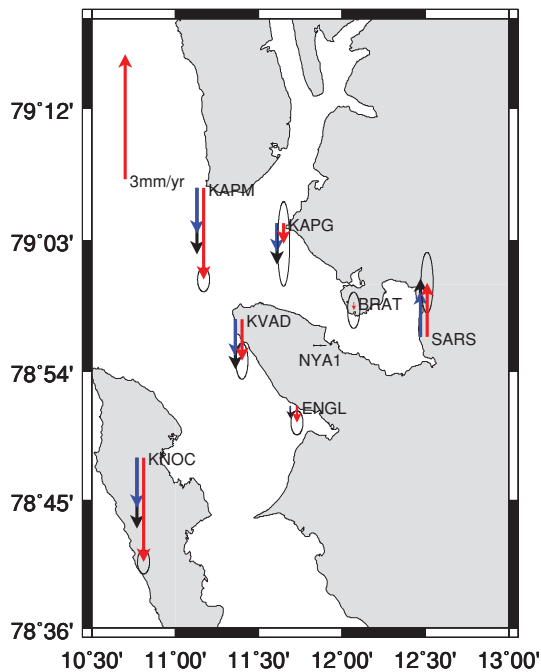 79°12'
3mm/yr
KAPM
KAPG
79°03'
BRAT
KVAD
SARS
NYA1
78°54'
ENGL
KNOC
78°45'
78°36'
10°30' 11°00' 11°30' 12°00' 12°30' 13°00'